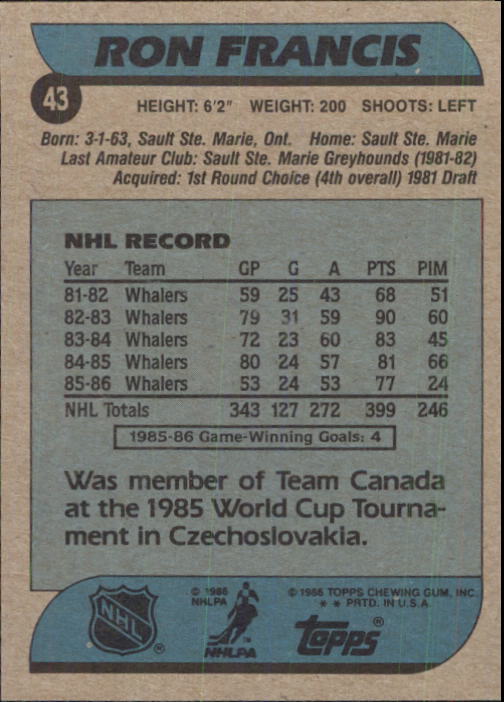 RON FRANCIS
43
HEIGHT: 6'2" WEIGHT: 200 SHOOTS: LEFT
Born: 3-1-63, Sault Ste. Marie, Ont. Home: Sault Ste. Marie
Last Amateur Club: Sault Ste. Marie Greyhounds (1981-82)
Acquired: 1st Round Choice (4th overall) 1981 Draft
NHL RECORD
Year Team GP G A PTS PIM
81-82 Whalers 59 25 43 68 51
82-83 Whalers 79 31 59 90 60
83-84 Whalers 72 23 60 83 45
84-85 Whalers 80 24 57 81 66
85-86 Whalers 53 24 53 77 24
NHL Totals 343 127 272 399 246
1985-86 Game-Winning Goals: 4
Was member of Team Canada
at the 1985 World Cup Tourna-
ment in Czechoslovakia.
NHL ®
© 1986
NHLPA
NHLPA
© 1986 TOPPS CHEWING GUM, INC.
* * PRTD. IN U.S.A.
topps ®